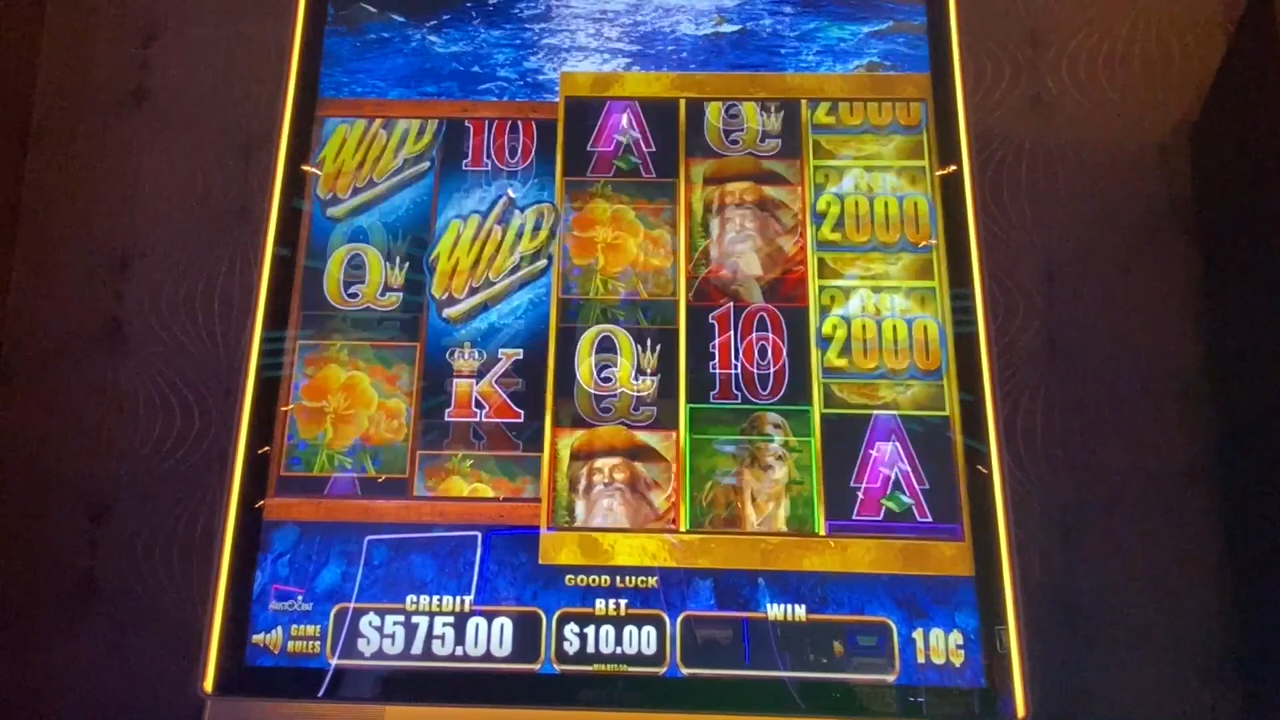 A
Q
2000
WILD
10
2000
WILD
Q
10
2000
Q
K
A
GOOD LUCK
ARISTOCRAT
CREDIT
BET
WIN
GAME
RULES
$575.00
$10.00
10¢